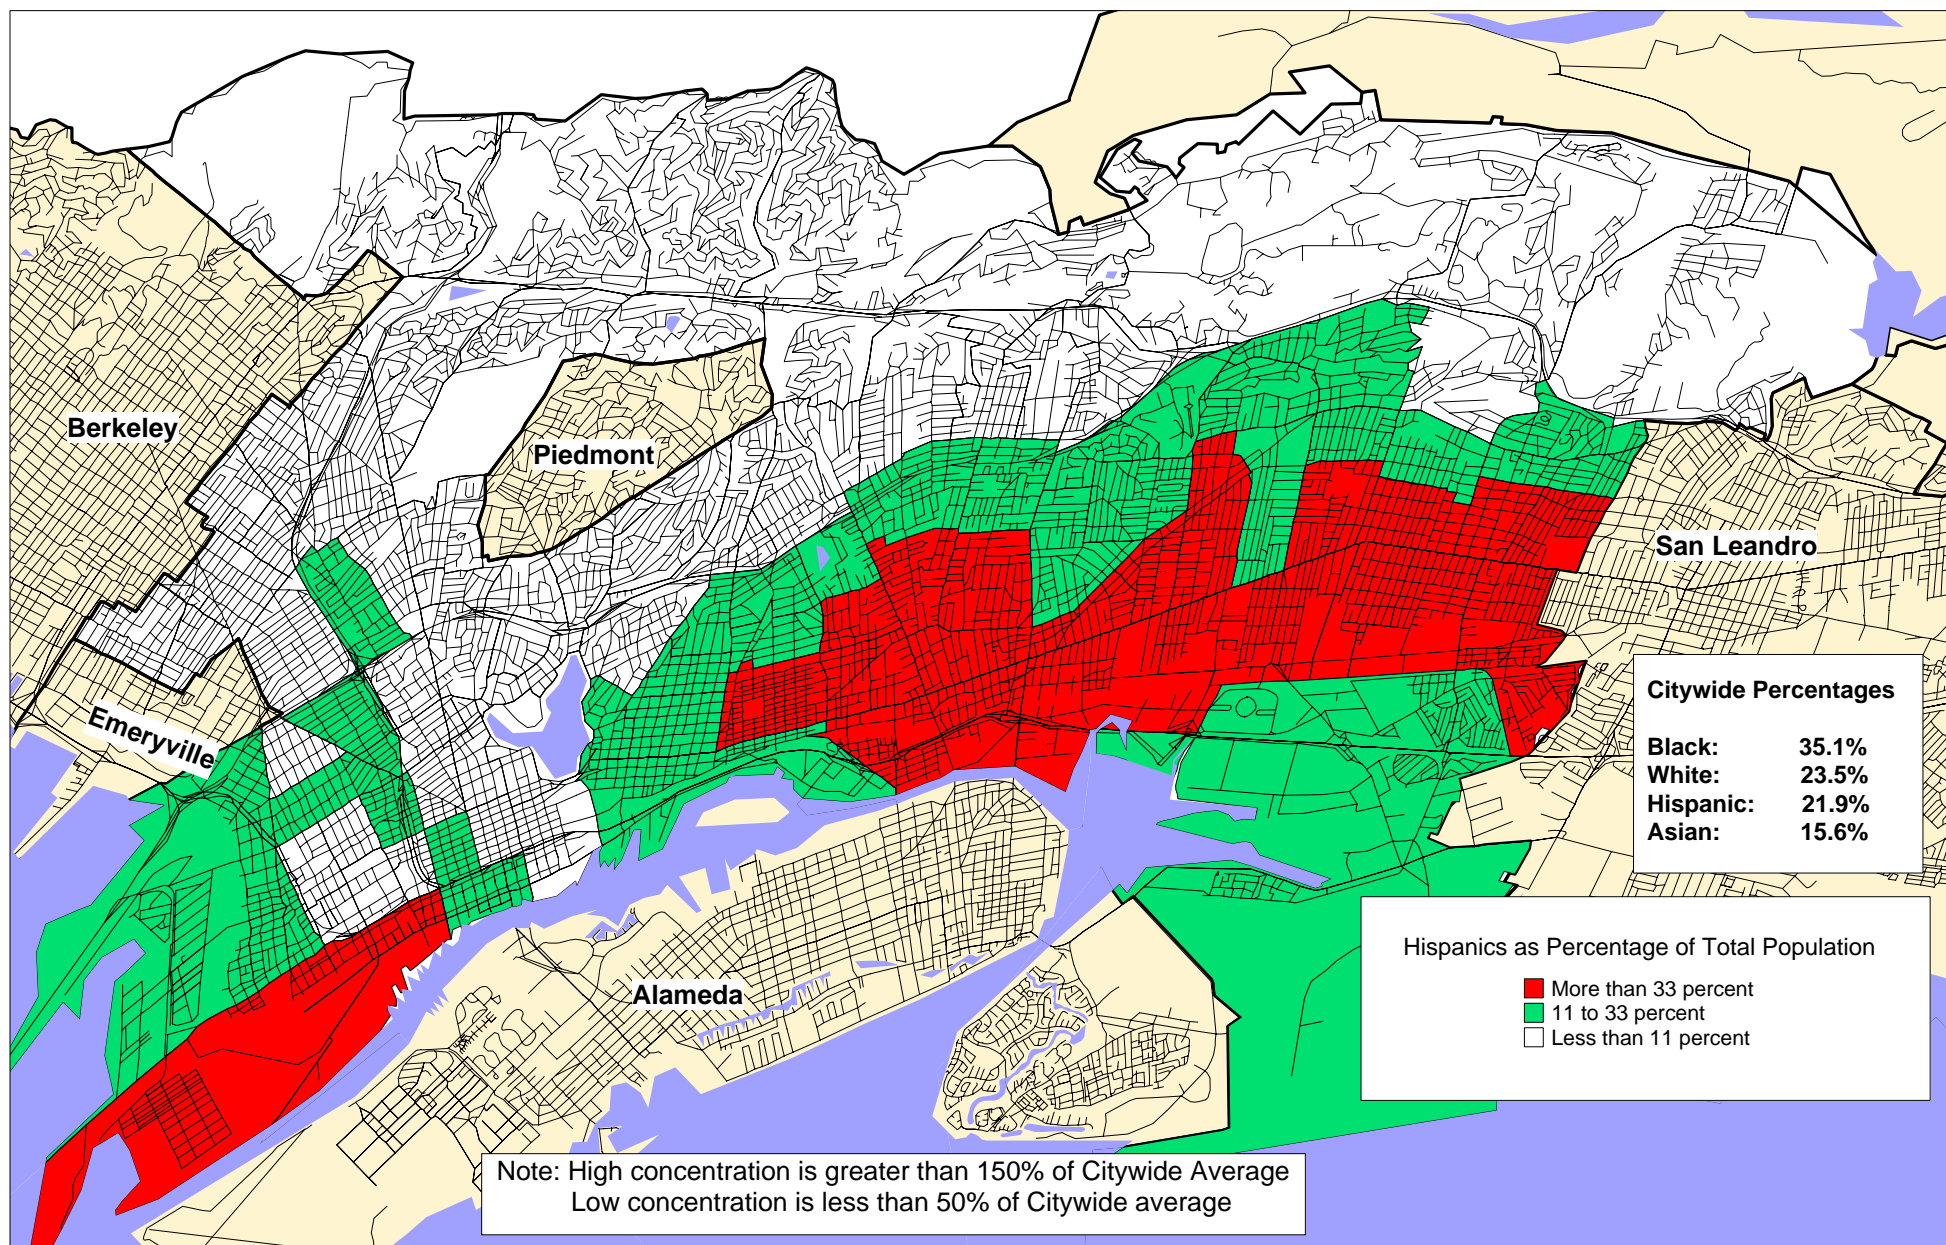 Berkeley
Piedmont
San Leandro
Emeryville
Alameda
Citywide Percentages
Black: 35.1%
White: 23.5%
Hispanic: 21.9%
Asian: 15.6%
Hispanics as Percentage of Total Population
More than 33 percent
11 to 33 percent
Less than 11 percent
Note: High concentration is greater than 150% of Citywide Average
Low concentration is less than 50% of Citywide average